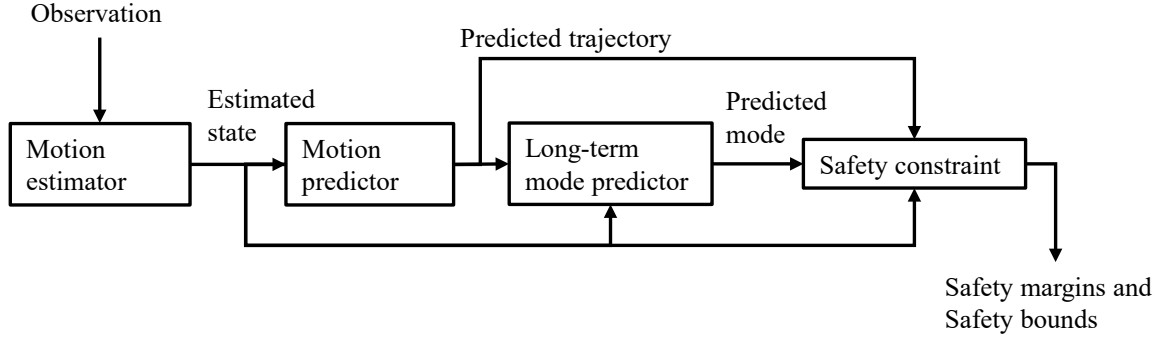 Observation
Predicted trajectory
Estimated
state
Predicted
mode
Motion
estimator
Motion
predictor
Long-term
mode predictor
Safety constraint
Safety margins and
Safety bounds